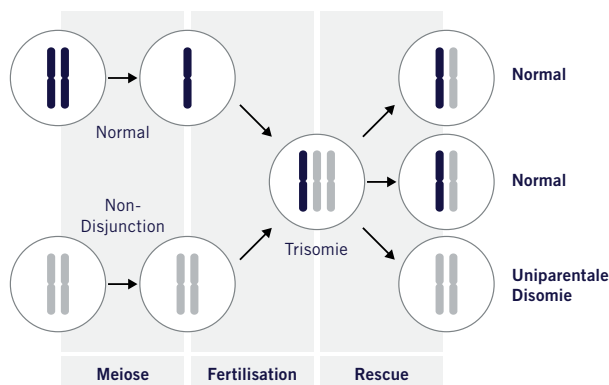 Normal
Normal
Normal
Non-
Disjunction
Trisomie
Uniparentale
Disomie
Meiose
Fertilisation
Rescue